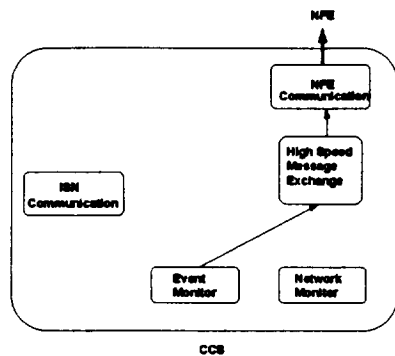 NFE
NFE
Communication
High Speed
Message
Exchange
ISN
Communication
Event
Monitor
Network
Monitor
CCS